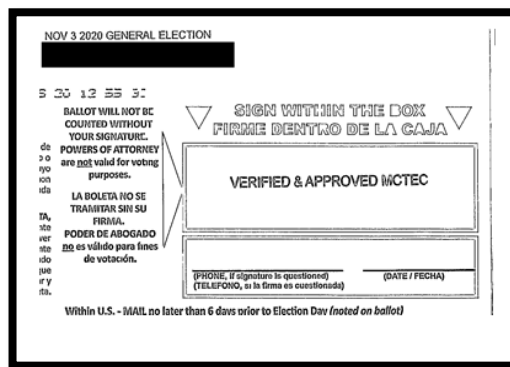 NOV 3 2020 GENERAL ELECTION
BALLOT WILL NOT BE
COUNTED WITHOUT
YOUR SIGNATURE.
POWERS OF ATTORNEY
are not valid for voting
purposes.
LA BOLETA NO SE
TRAMITAR SIN SU
FIRMA.
PODER DE ABOGADO
no es válido para fines
de votación.
SIGN WITHIN THE BOX
FIRME DENTRO DE LA CAJA
VERIFIED & APPROVED MCTEC
(PHONE, if signature is questioned)
(TELEFONO, si la firma es cuestionada)
(DATE / FECHA)
Within U.S. - MAIL no later than 6 days prior to Election Day (noted on ballot)